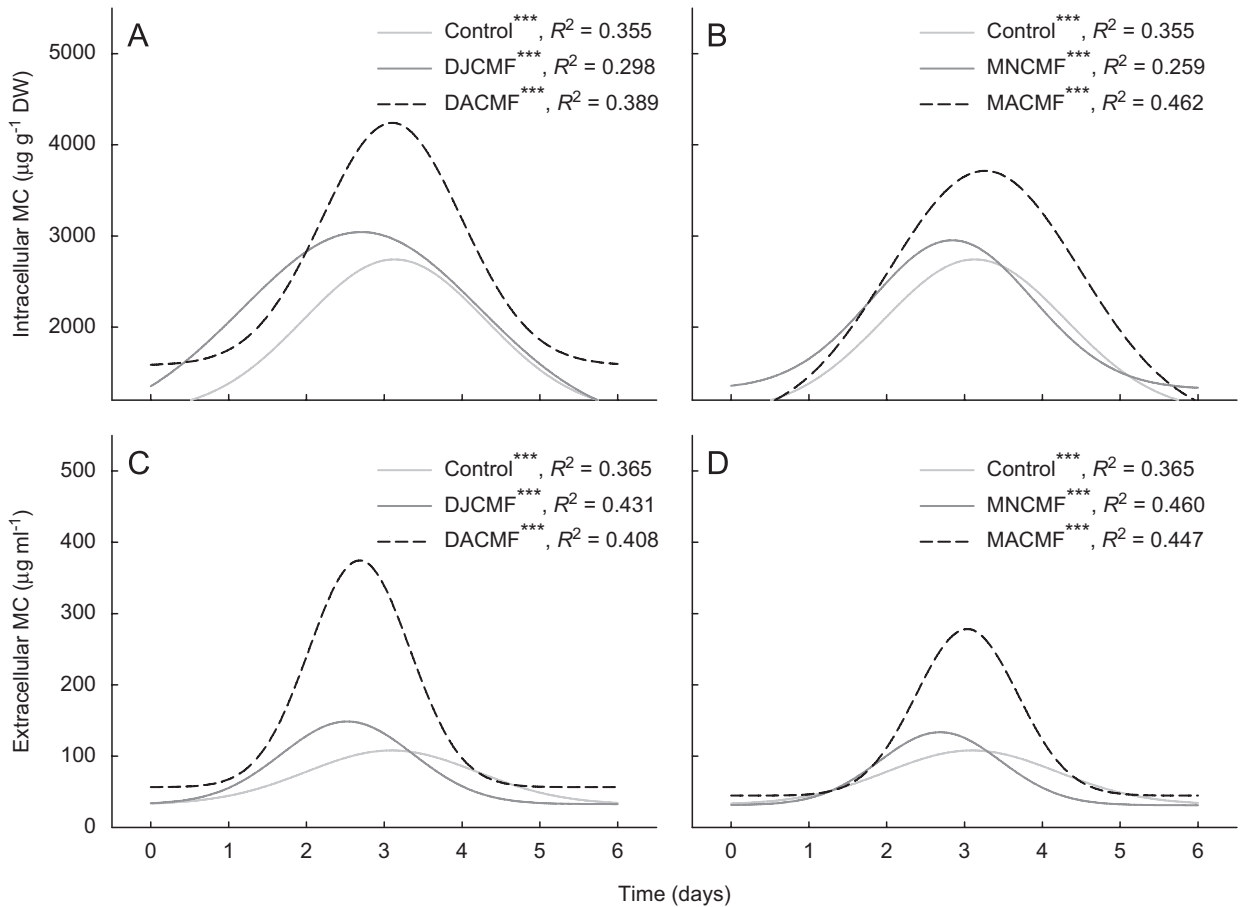 A
Control***, R² = 0.355
DJCMF***, R² = 0.298
DACMF***, R² = 0.389
B
Control***, R² = 0.355
MNCMF***, R² = 0.259
MACMF***, R² = 0.462
Intracellular MC (µg g⁻¹ DW)
5000
4000
3000
2000
C
Control***, R² = 0.365
DJCMF***, R² = 0.431
DACMF***, R² = 0.408
D
Control***, R² = 0.365
MNCMF***, R² = 0.460
MACMF***, R² = 0.447
Extracellular MC (µg ml⁻¹)
500
400
300
200
100
0
0 1 2 3 4 5 6
0 1 2 3 4 5 6
Time (days)